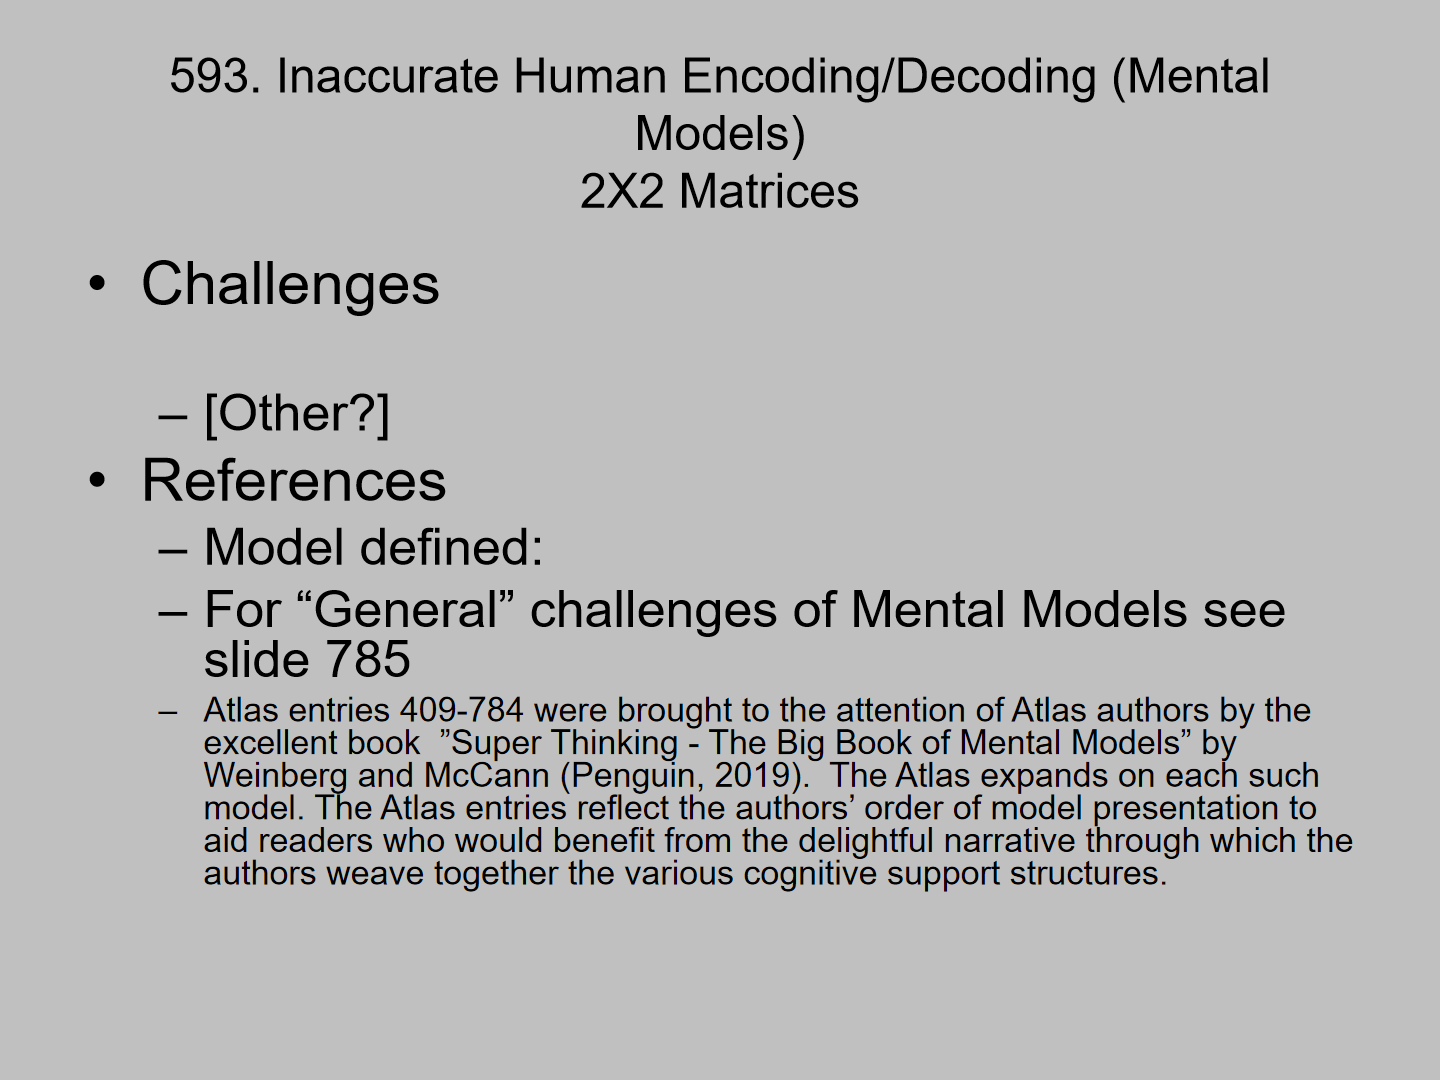 593. Inaccurate Human Encoding/Decoding (Mental
Models)
2X2 Matrices
• Challenges
– [Other?]
• References
– Model defined:
– For “General” challenges of Mental Models see
slide 785
– Atlas entries 409-784 were brought to the attention of Atlas authors by the
excellent book  ”Super Thinking - The Big Book of Mental Models” by
Weinberg and McCann (Penguin, 2019).  The Atlas expands on each such
model. The Atlas entries reflect the authors’ order of model presentation to
aid readers who would benefit from the delightful narrative through which the
authors weave together the various cognitive support structures.